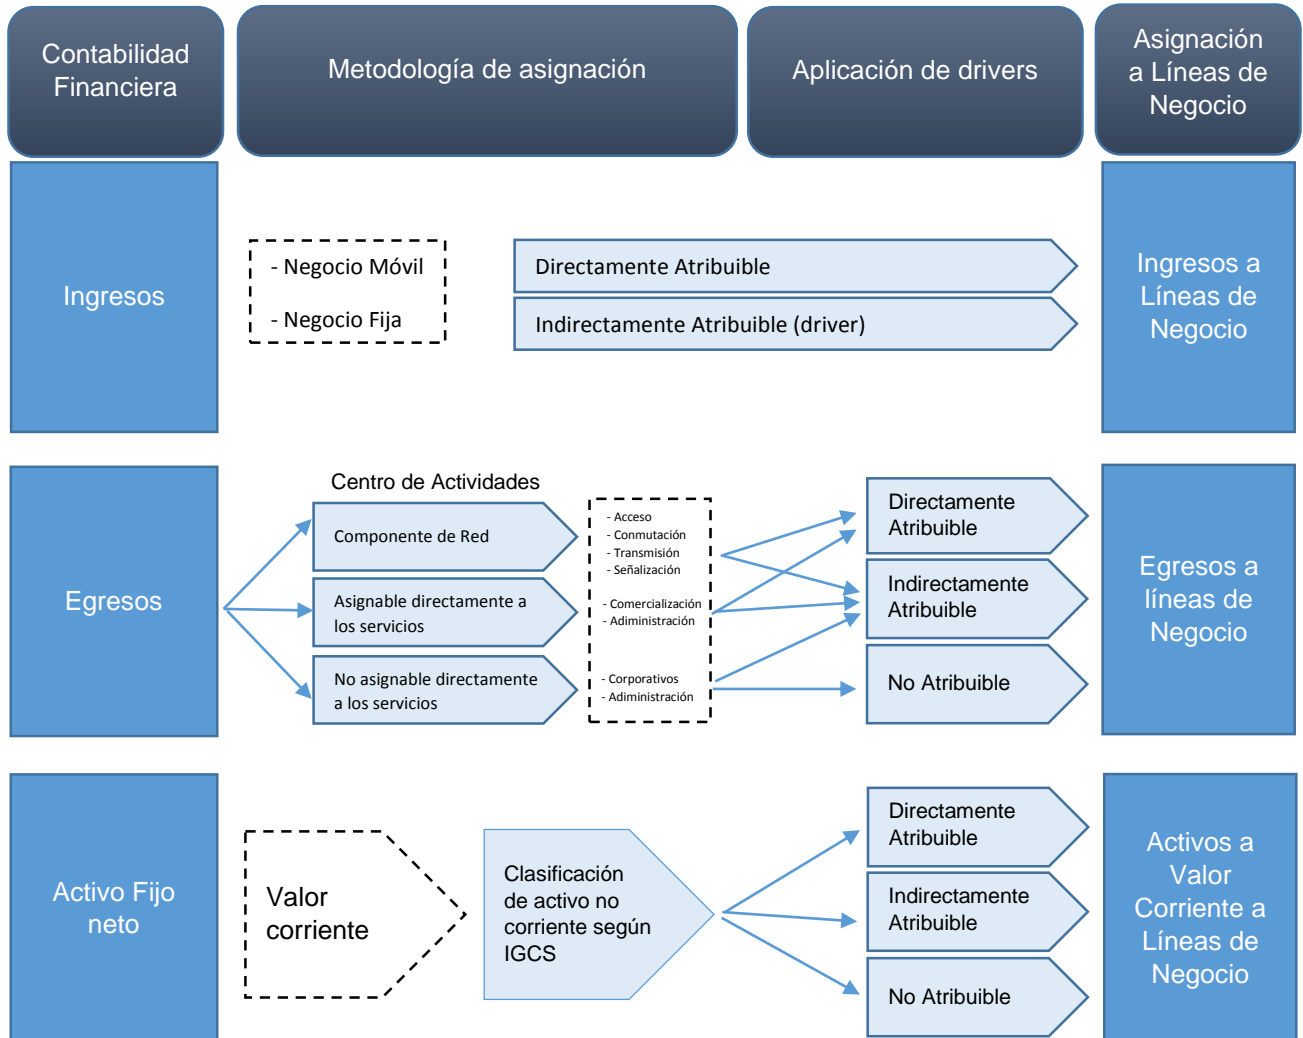 Contabilidad
Financiera
Metodología de asignación
Aplicación de drivers
Asignación
a Líneas de
Negocio
Ingresos
- Negocio Móvil
- Negocio Fija
Directamente Atribuible
Indirectamente Atribuible (driver)
Ingresos a
Líneas de
Negocio
Egresos
Centro de Actividades
Componente de Red
Asignable directamente a
los servicios
No asignable directamente
a los servicios
- Acceso
- Conmutación
- Transmisión
- Señalización
- Comercialización
- Adiministración
- Corporativos
- Adiministración
Directamente
Atribuible
Indirectamente
Atribuible
No Atribuible
Egresos a
líneas de
Negocio
Activo Fijo
neto
Valor
corriente
Clasificación
de activo no
corriente según
IGCS
Directamente
Atribuible
Indirectamente
Atribuible
No Atribuible
Activos a
Valor
Corriente a
Líneas de
Negocio